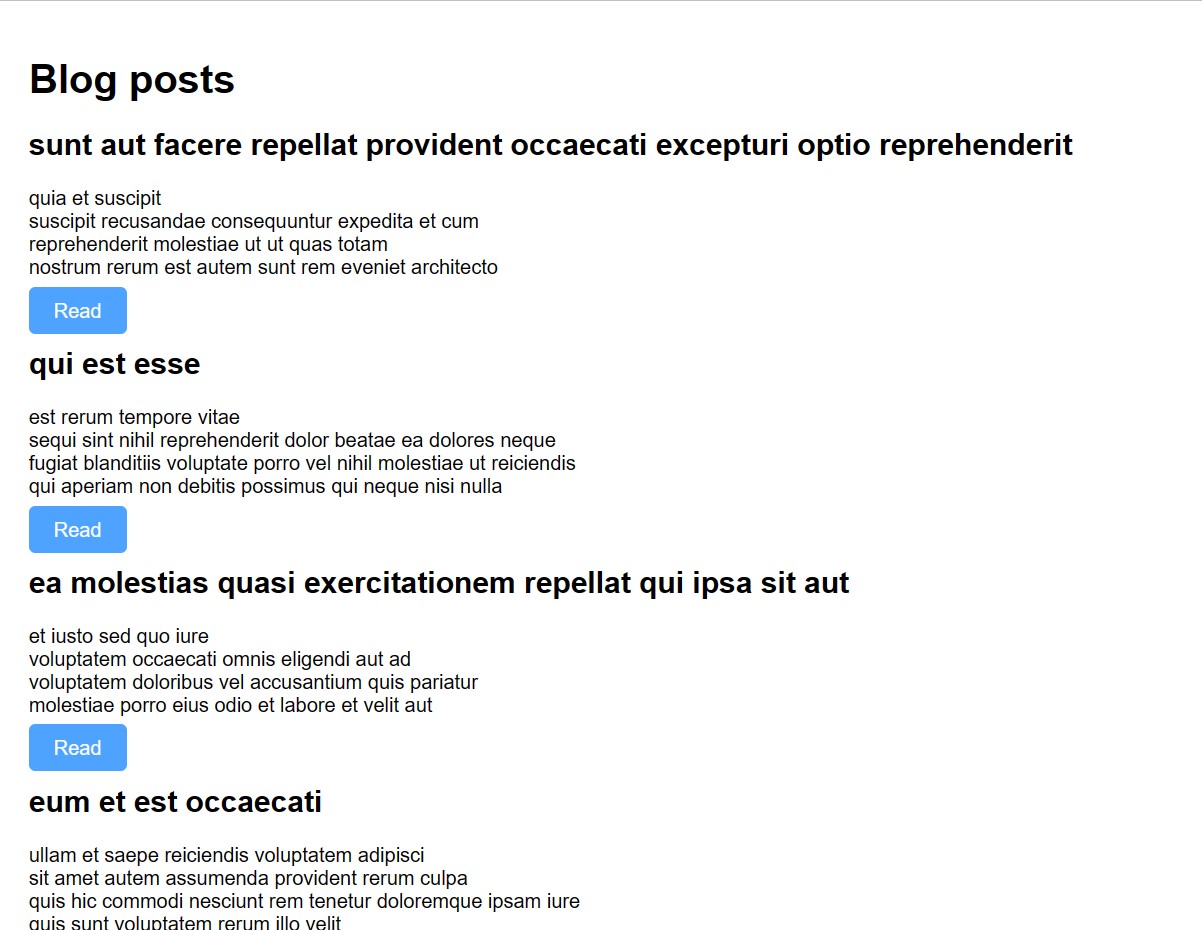 Blog posts
sunt aut facere repellat provident occaecati excepturi optio reprehenderit
quia et suscipit
suscipit recusandae consequuntur expedita et cum
reprehenderit molestiae ut ut quas totam
nostrum rerum est autem sunt rem eveniet architecto
Read
qui est esse
est rerum tempore vitae
sequi sint nihil reprehenderit dolor beatae ea dolores neque
fugiat blanditiis voluptate porro vel nihil molestiae ut reiciendis
qui aperiam non debitis possimus qui neque nisi nulla
Read
ea molestias quasi exercitationem repellat qui ipsa sit aut
et iusto sed quo iure
voluptatem occaecati omnis eligendi aut ad
voluptatem doloribus vel accusantium quis pariatur
molestiae porro eius odio et labore et velit aut
Read
eum et est occaecati
ullam et saepe reiciendis voluptatem adipisci
sit amet autem assumenda provident rerum culpa
quis hic commodi nesciunt rem tenetur doloremque ipsam iure
quis sunt voluptatem rerum illo velit